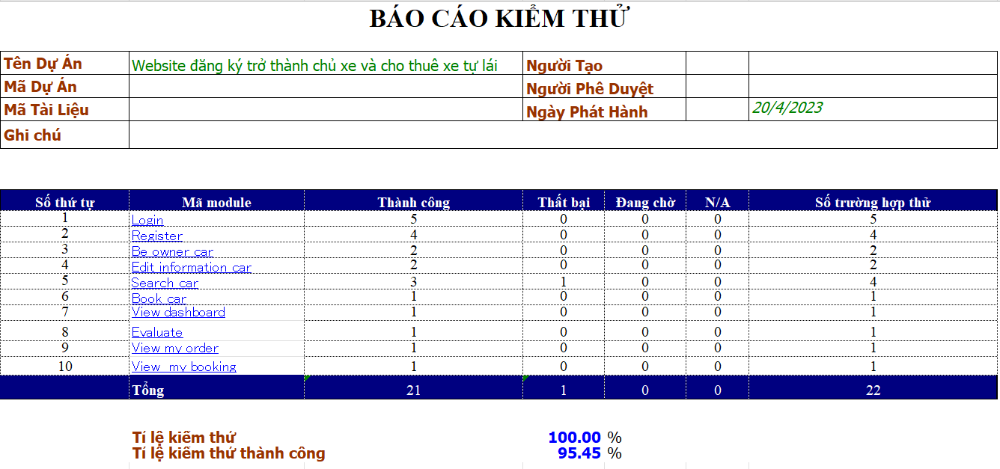 BÁO CÁO KIỂM THỬ
Tên Dự Án Website đăng ký trở thành chủ xe và cho thuê xe tự lái Người Tạo
Mã Dự Án Người Phê Duyệt
Mã Tài Liệu Ngày Phát Hành 20/4/2023
Ghi chú
Số thứ tự Mã module Thành công Thất bại Đang chờ N/A Số trường hợp thử
1 Login 5 0 0 0 5
2 Register 4 0 0 0 4
3 Be owner car 2 0 0 0 2
4 Edit information car 2 0 0 0 2
5 Search car 3 1 0 0 4
6 Book car 1 0 0 0 1
7 View dashboard 1 0 0 0 1
8 Evaluate 1 0 0 0 1
9 View my order 1 0 0 0 1
10 View my booking 1 0 0 0 1
Tổng 21 1 0 0 22
Tí lệ kiểm thứ 100.00 %
Tí lệ kiểm thứ thành công 95.45 %